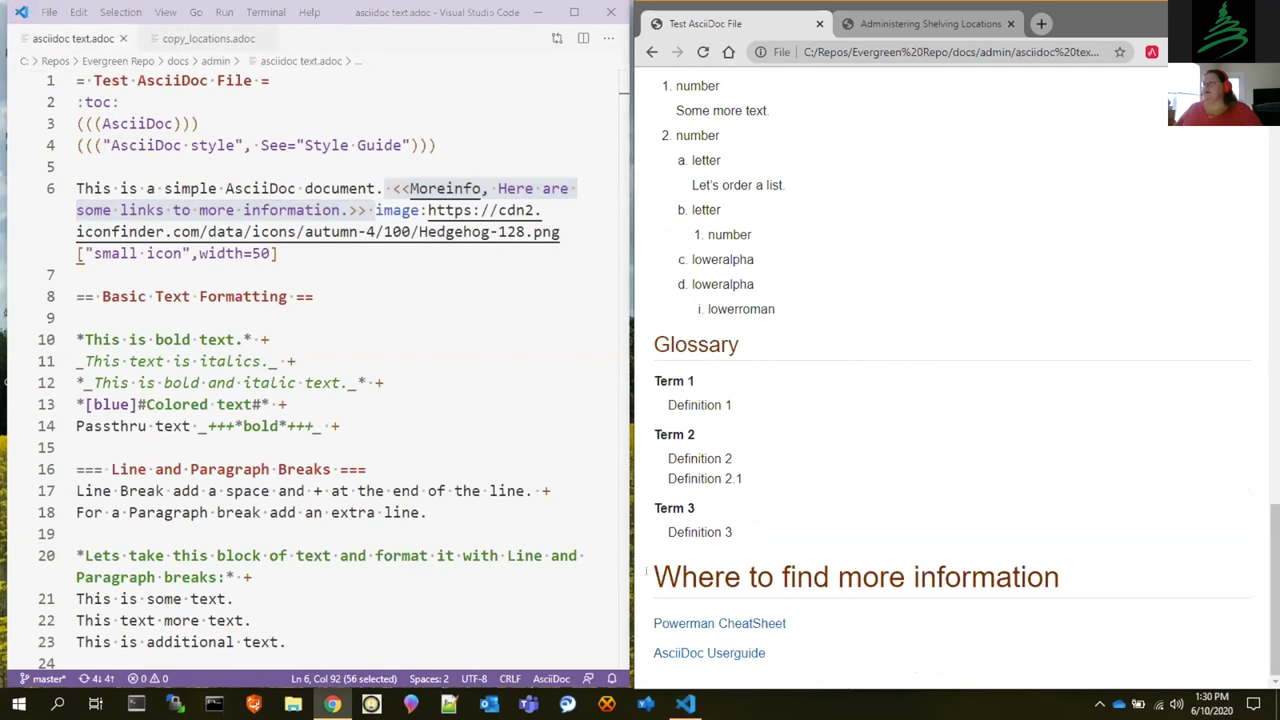 File Edit Selection View Go Run Terminal Help asciidoc text.adoc - Visual Studio Code
asciidoc text.adoc copy_locations.adoc
C: > Repos > Evergreen Repo > docs > admin > asciidoc text.adoc > ...
1 = Test AsciiDoc File =
2 :toc:
3 (((AsciiDoc)))
4 ((("AsciiDoc style", See="Style Guide")))
5
6 This is a simple AsciiDoc document. <<Moreinfo, Here are
some links to more information.>> image:https://cdn2.
iconfinder.com/data/icons/autumn-4/100/Hedgehog-128.png
["small icon",width=50]
7
8 == Basic Text Formatting ==
9
10 *This is bold text.* +
11 _This text is italics._ +
12 *_This is bold and italic text._* +
13 *[blue]#Colored text#* +
14 Passthru text _+++*bold*+++_ +
15
16 === Line and Paragraph Breaks ===
17 Line Break add a space and + at the end of the line. +
18 For a Paragraph break add an extra line.
19
20 *Lets take this block of text and format it with Line and
Paragraph breaks:* +
21 This is some text.
22 This text more text.
23 This is additional text.
24
master* 4↓ 4↑ 0 0 Ln 6, Col 92 (56 selected) Spaces: 2 UTF-8 CRLF AsciiDoc
Test AsciiDoc File Administering Shelving Locations
File C:/Repos/Evergreen%20Repo/docs/admin/asciidoc%20tex...
1. number
Some more text.
2. number
a. letter
Let's order a list.
b. letter
1. number
c. loweralpha
d. loweralpha
i. lowerroman
Glossary
Term 1
Definition 1
Term 2
Definition 2
Definition 2.1
Term 3
Definition 3
Where to find more information
Powerman CheatSheet
AsciiDoc Userguide
1:30 PM
6/10/2020